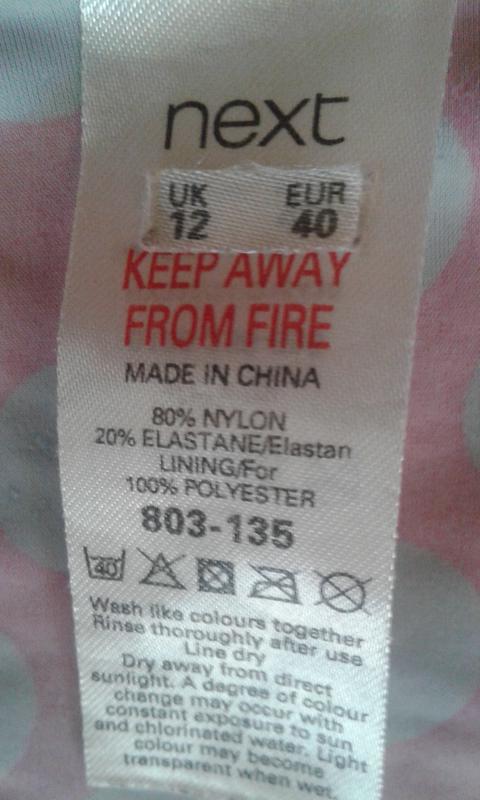 next
UK EUR
12 40
KEEP AWAY
FROM FIRE
MADE IN CHINA
80% NYLON
20% ELASTANE/Elastan
LINING/For
100% POLYESTER
803-135
40
Wash like colours together
Rinse thoroughly after use
Line dry
Dry away from direct
sunlight. A degree of colour
change may occur with
constant exposure to sun
and chlorinated water. Light
colour may become
transparent when wet.